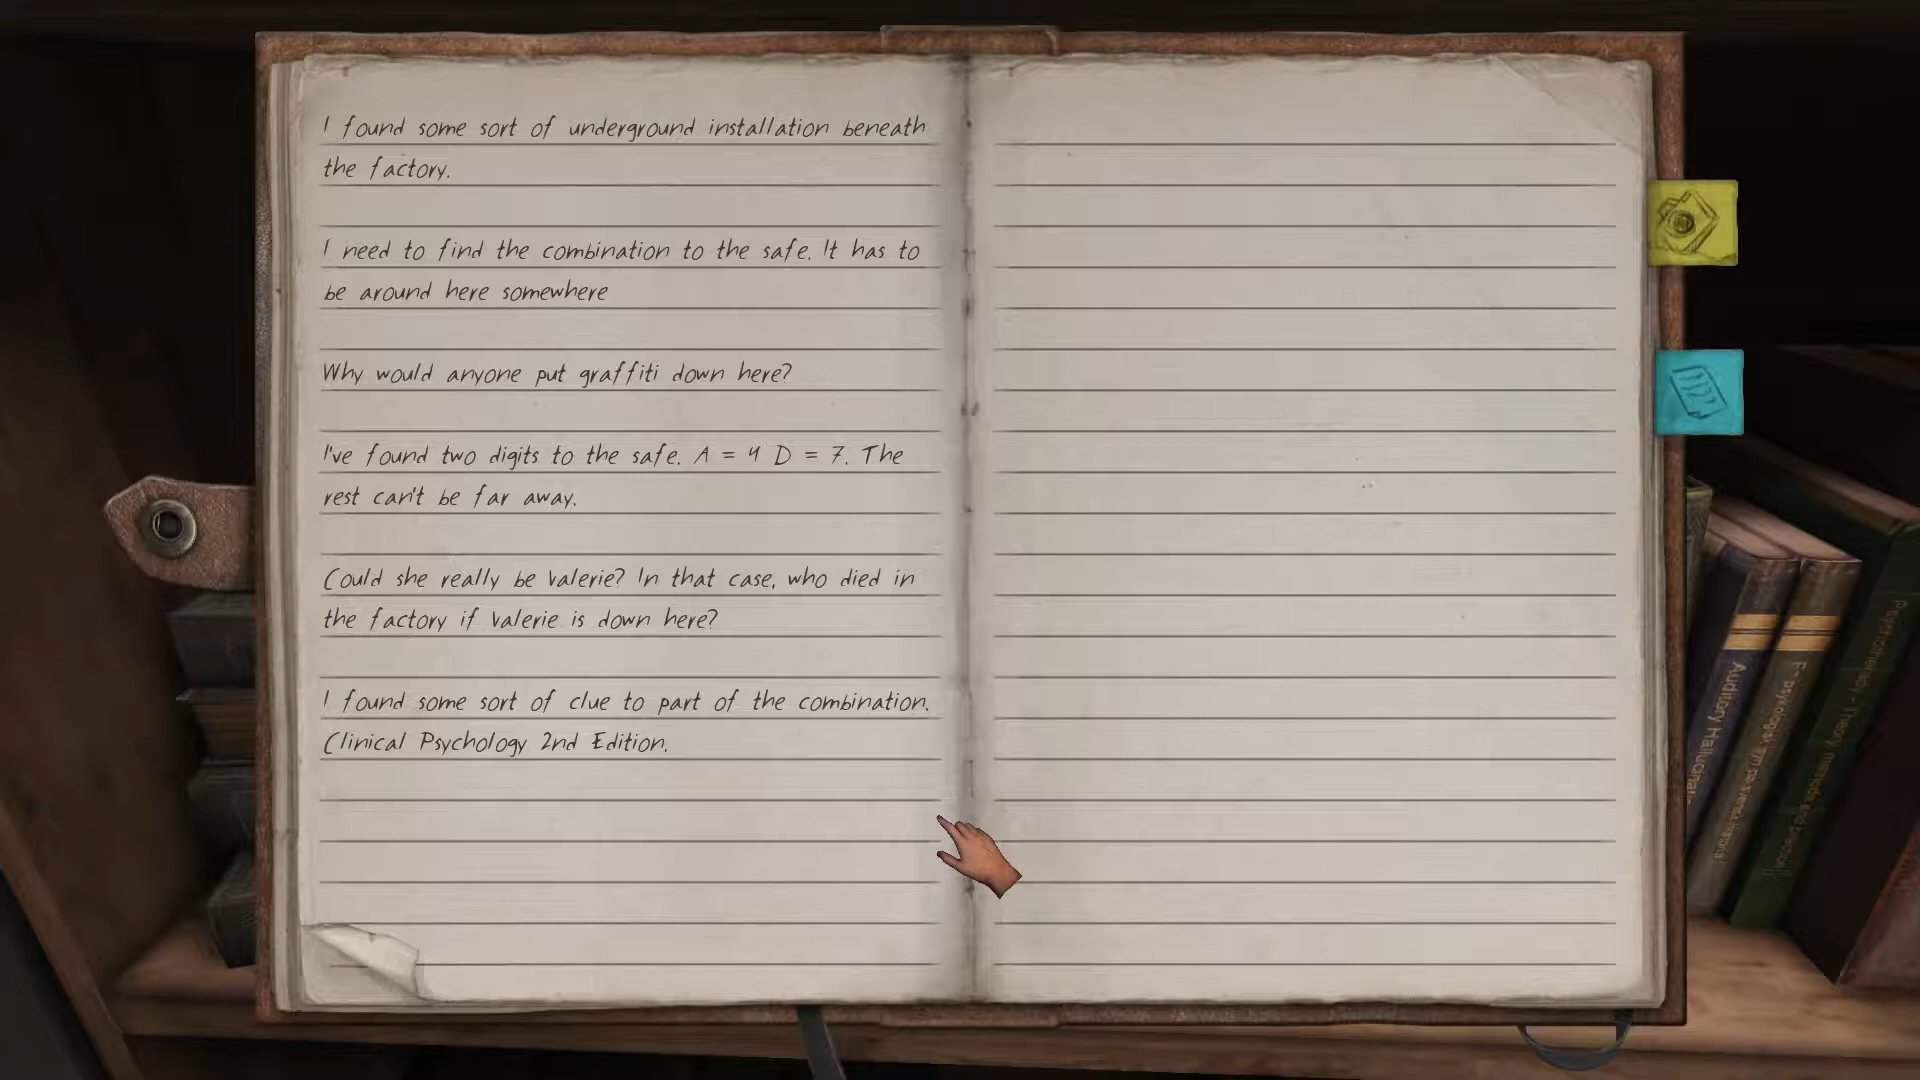 I found some sort of underground installation beneath
the factory.
I need to find the combination to the safe. It has to
be around here somewhere
Why would anyone put graffiti down here?
I've found two digits to the safe. A = 4 D = 7. The
rest can't be far away.
Could she really be Valerie? In that case, who died in
the factory if Valerie is down here?
I found some sort of clue to part of the combination.
Clinical Psychology 2nd Edition.
Auditory
Psychotherapy - Theory